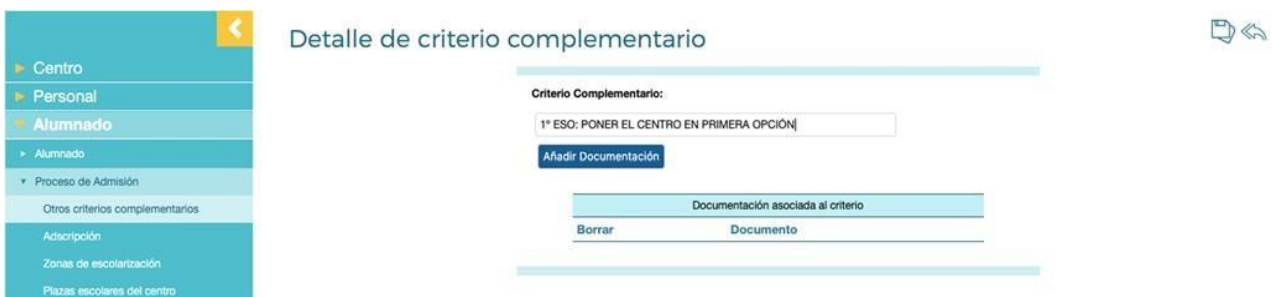 Detalle de criterio complementario
Centro
Personal
Alumnado
Alumnado
Proceso de Admisión
Otros criterios complementarios
Adscripción
Zonas de escolarización
Plazas escolares del centro
Criterio Complementario:
1º ESO: PONER EL CENTRO EN PRIMERA OPCIÓN
Añadir Documentación
Documentación asociada al criterio
Borrar Documento